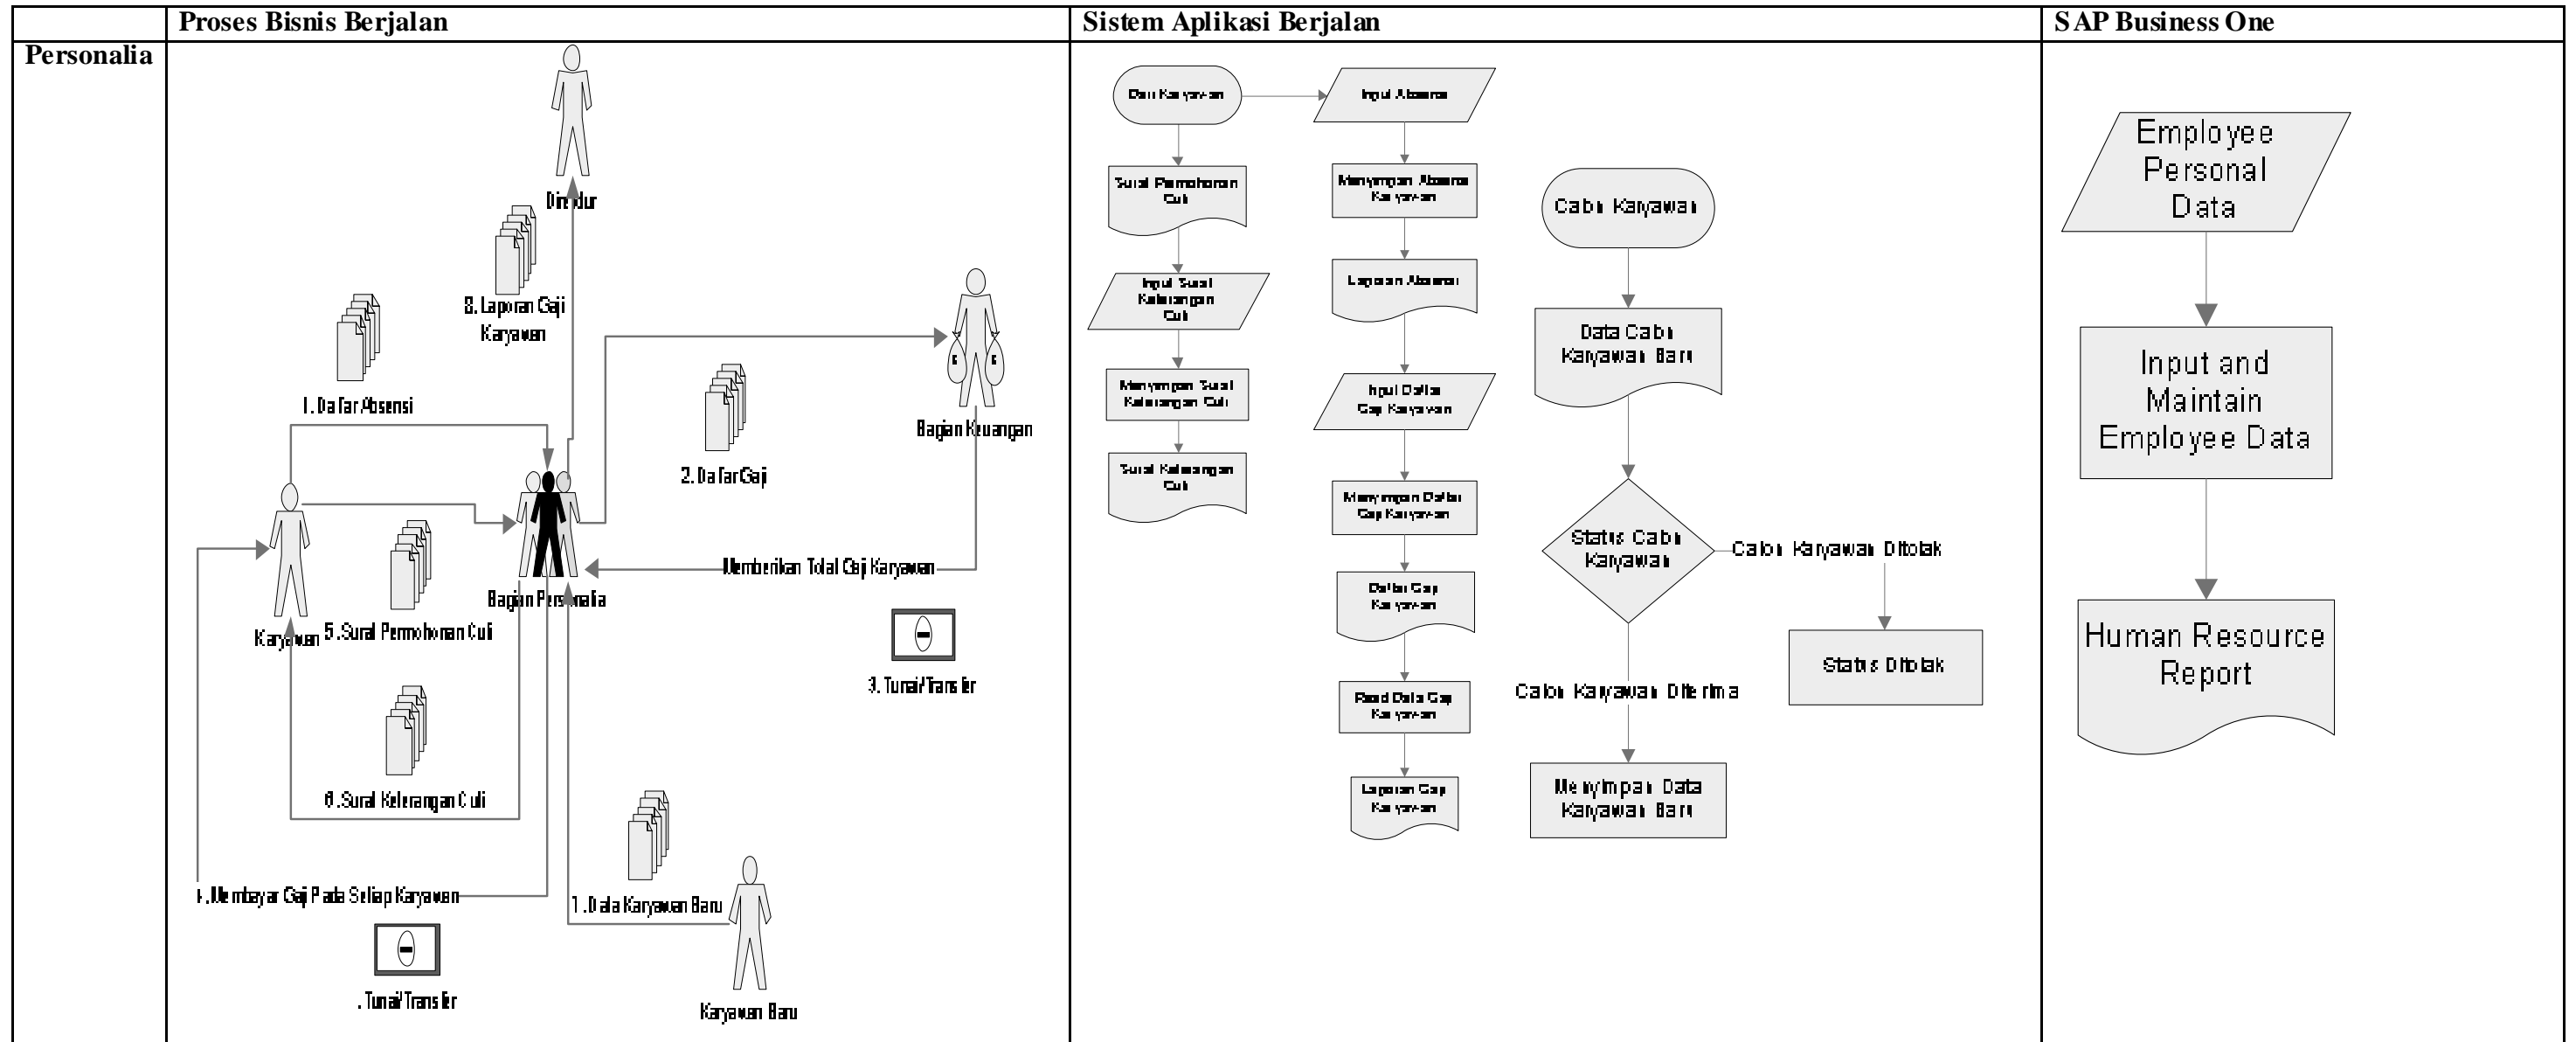 Proses Bisnis Berjalan
Sistem Aplikasi Berjalan
SAP Business One
Personalia
Direktur
8. Laporan Gaji
Karyawan
1. Daftar Absensi
Bagian Keuangan
2. Daftar Gaji
Memberikan Total Gaji Karyawan
Bagian Personalia
Karyawan
5. Surat Permohonan Cuti
3. Tunai/Transfer
6. Surat Keterangan Cuti
Membayar Gaji Pada Setiap Karyawan
7. Data Karyawan Baru
. Tunai/Transfer
Karyawan Baru
Dari Karyawan
Surat Permohonan
Cuti
Input Surat
Keterangan
Cuti
Menyimpan Surat
Keterangan Cuti
Surat Keterangan
Cuti
Input Absensi
Menyimpan Absensi
Karyawan
Laporan Absensi
Input Daftar
Gaji Karyawan
Menyimpan Daftar
Gaji Karyawan
Daftar Gaji
Karyawan
Read Data Gaji
Karyawan
Laporan Gaji
Karyawan
Calon Karyawan
Data Calon
Karyawan Baru
Status Calon
Karyawan
Calon Karyawan Ditolak
Status Ditolak
Calon Karyawan Diterima
Menyimpan Data
Karyawan Baru
Employee
Personal
Data
Input and
Maintain
Employee Data
Human Resource
Report